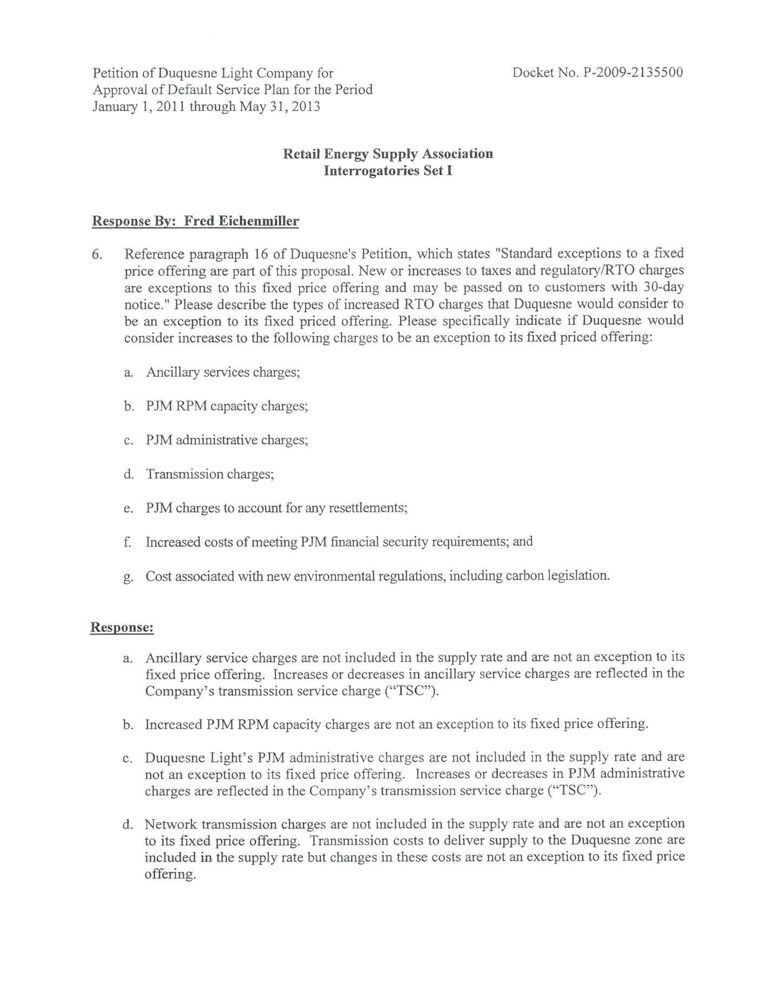 Petition of Duquesne Light Company for
Approval of Default Service Plan for the Period
January 1, 2011 through May 31, 2013
Docket No. P-2009-2135500
Retail Energy Supply Association
Interrogatories Set I
Response By: Fred Eichenmiller
6. Reference paragraph 16 of Duquesne's Petition, which states "Standard exceptions to a fixed
price offering are part of this proposal. New or increases to taxes and regulatory/RTO charges
are exceptions to this fixed price offering and may be passed on to customers with 30-day
notice." Please describe the types of increased RTO charges that Duquesne would consider to
be an exception to its fixed priced offering. Please specifically indicate if Duquesne would
consider increases to the following charges to be an exception to its fixed priced offering:
a. Ancillary services charges;
b. PJM RPM capacity charges;
c. PJM administrative charges;
d. Transmission charges;
e. PJM charges to account for any resettlements;
f. Increased costs of meeting PJM financial security requirements; and
g. Cost associated with new environmental regulations, including carbon legislation.
Response:
a. Ancillary service charges are not included in the supply rate and are not an exception to its
fixed price offering. Increases or decreases in ancillary service charges are reflected in the
Company's transmission service charge (“TSC”).
b. Increased PJM RPM capacity charges are not an exception to its fixed price offering.
c. Duquesne Light's PJM administrative charges are not included in the supply rate and are
not an exception to its fixed price offering. Increases or decreases in PJM administrative
charges are reflected in the Company's transmission service charge (“TSC”).
d. Network transmission charges are not included in the supply rate and are not an exception
to its fixed price offering. Transmission costs to deliver supply to the Duquesne zone are
included in the supply rate but changes in these costs are not an exception to its fixed price
offering.